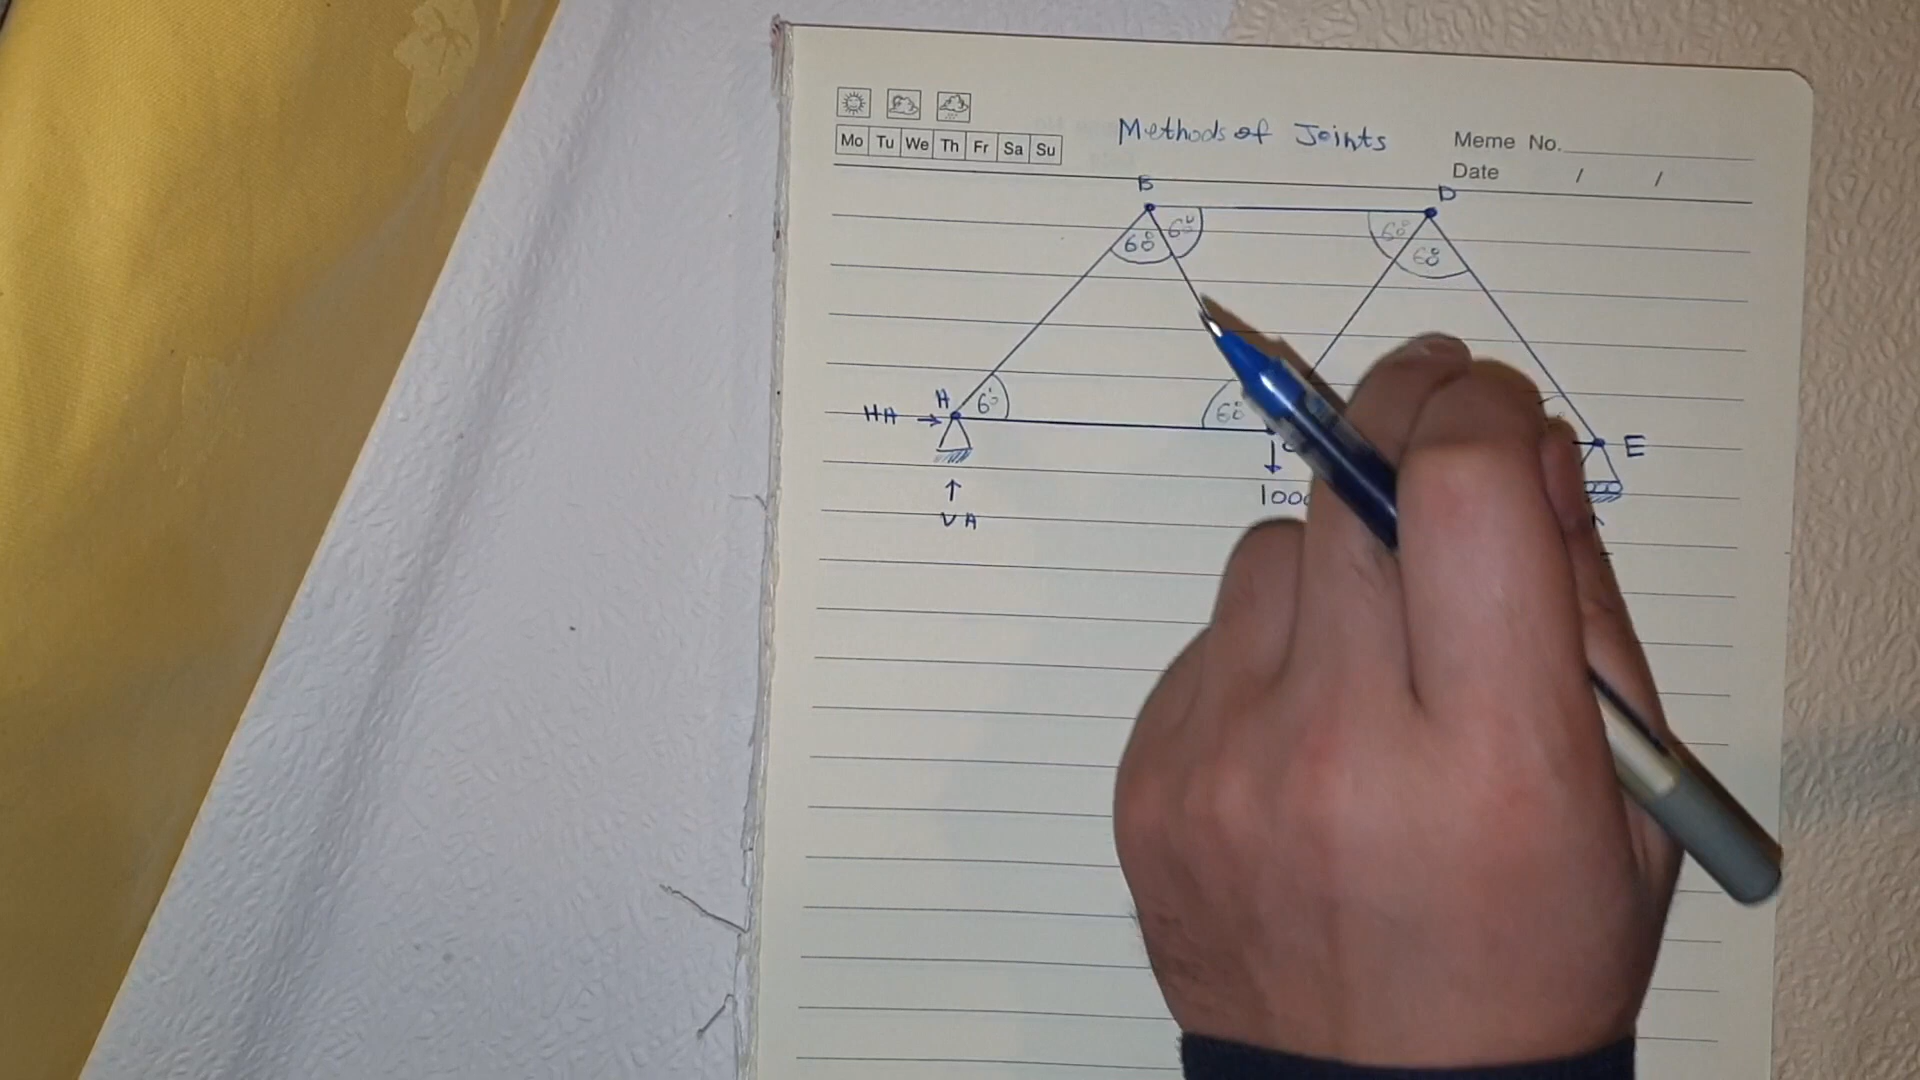 Mo Tu We Th Fr Sa Su
Methods of Joints
Meme No.
Date / /
B
D
60°
60°
60°
60°
HA
A
60°
60°
E
VA